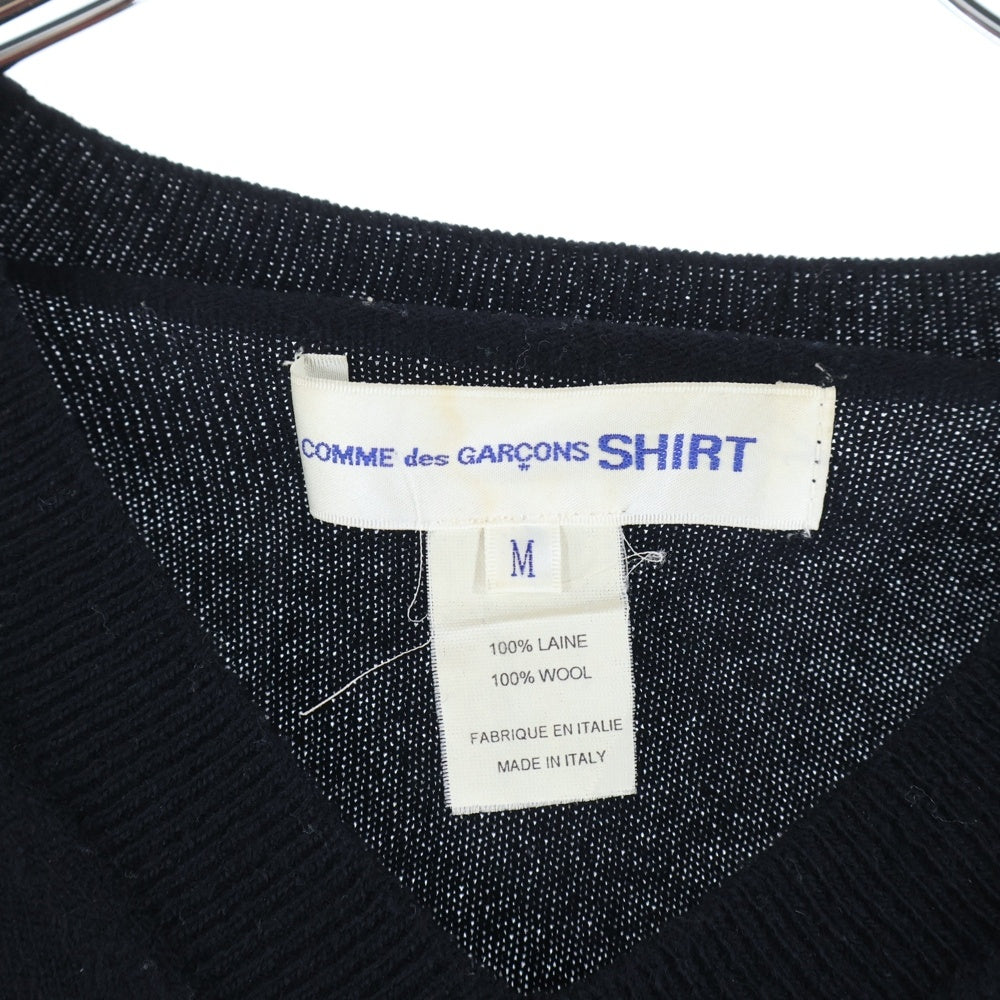 COMME des GARÇONS SHIRT
M
100% LAINE
100% WOOL
FABRIQUE EN ITALIE
MADE IN ITALY